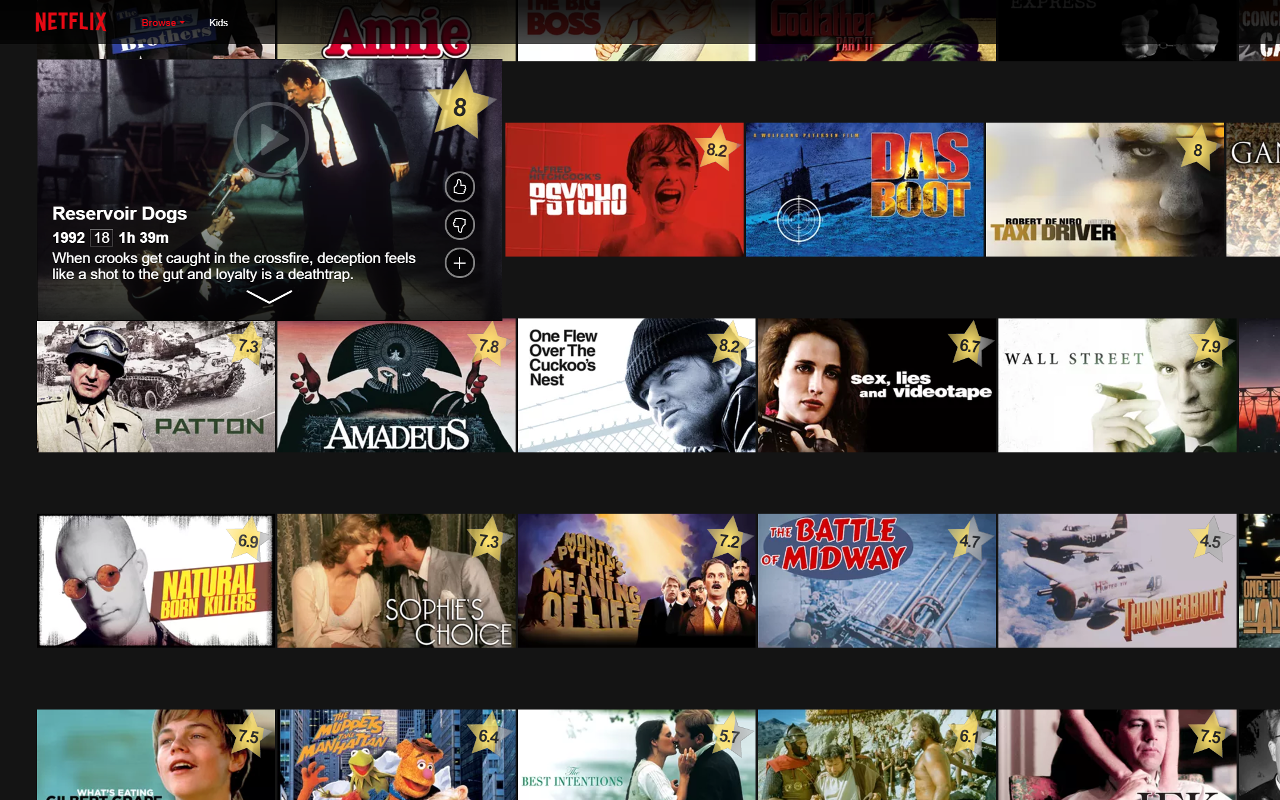 NETFLIX
Browse
Kids
The Blues
Brothers
Annie
THE BIG
BOSS
The
Godfather
PART II
EXPRESS
8
Reservoir Dogs
1992 18 1h 39m
When crooks get caught in the crossfire, deception feels
like a shot to the gut and loyalty is a deathtrap.
8.2
ALFRED
HITCHCOCK'S
PSYCHO
A WOLFGANG PETERSEN FILM
DAS
BOOT
8
ROBERT DE NIRO
TAXI DRIVER
GAN
7.3
PATTON
7.8
AMADEUS
One Flew
Over The
Cuckoo's
Nest
8.2
6.7
sex, lies
and videotape
7.9
WALL STREET
6.9
NATURAL
BORN KILLERS
7.3
SOPHIE'S
CHOICE
7.2
MONTY
PYTHON'S
THE
MEANING
OF LIFE
4.7
THE BATTLE
OF MIDWAY
4.5
THUNDERBOLT
7.5
WHAT'S EATING
GILBERT GRAPE
6.4
THE
MUPPETS
TAKE
MANHATTAN
5.7
The
BEST INTENTIONS
6.1
7.5
JFK